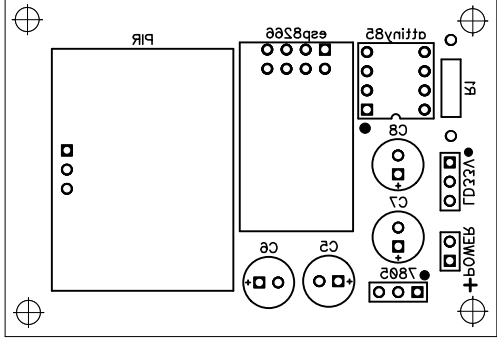 PIR
esp8266
attiny85
R1
C8
LD33V
C7
+POWER
C6
C5
7805